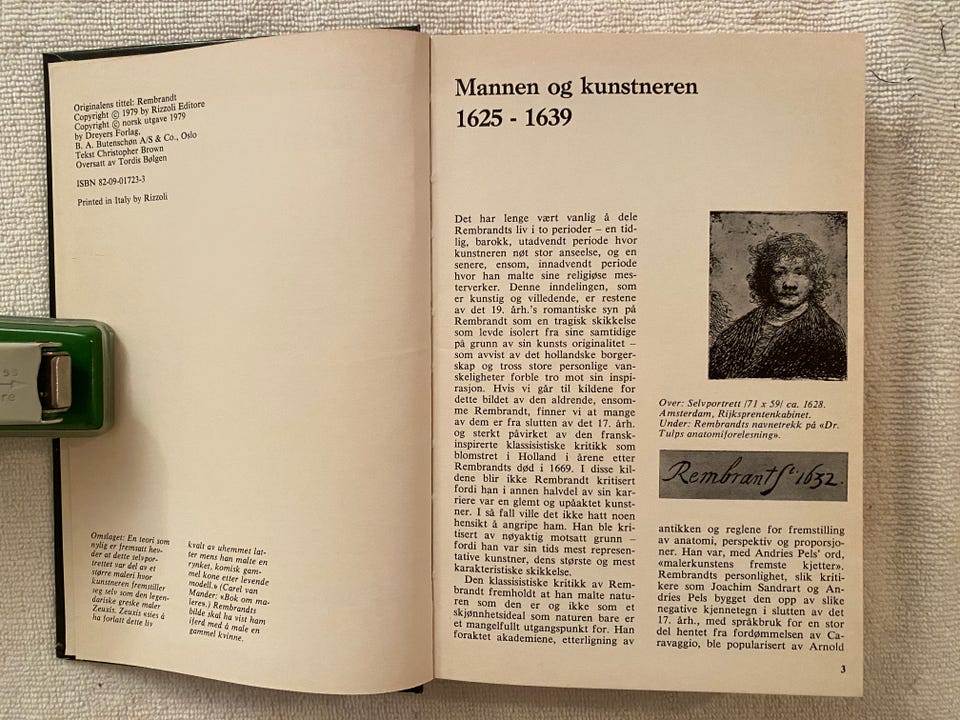 Originalens tittel: Rembrandt
Copyright © 1979 by Rizzoli Editore
Copyright © norsk utgave 1979
by Dreyers Forlag,
B. A. Butenschøn A/S & Co., Oslo
Tekst Christopher Brown
Oversatt av Tordis Bølgen
ISBN 82-09-01723-3
Printed in Italy by Rizzoli
Omslaget: En teori som
nylig er fremsatt hev-
der at dette selvpor-
trettet var del av et
større maleri hvor
kunstneren fremstiller
seg selv som den legen-
dariske greske maler
Zeuxis. Zeuxis «sies å
ha forlatt dette liv
kvalt av uhemmet lat-
ter mens han malte en
rynket, komisk gam-
mel kone etter levende
modell.» (Carel van
Mander: «Bok om ma-
lere».) Rembrandts
bilde skal ha vist ham
iferd med å male en
gammel kvinne.
Mannen og kunstneren
1625 - 1639
Det har lenge vært vanlig å dele
Rembrandts liv i to perioder – en tid-
lig, barokk, utadvendt periode hvor
kunstneren nøt stor anseelse, og en
senere, ensom, innadvendt periode
hvor han malte sine religiøse mes-
terverker. Denne inndelingen, som
er kunstig og villedende, er restene
av det 19. årh.'s romantiske syn på
Rembrandt som en tragisk skikkelse
som levde isolert fra sine samtidige
på grunn av sin kunsts originalitet –
som avvist av det hollandske borger-
skap og tross store personlige van-
skeligheter forble tro mot sin inspi-
rasjon. Hvis vi går til kildene for
dette bildet av den aldrende, ensom-
me Rembrandt, finner vi at mange
av dem er fra slutten av det 17. årh.
og sterkt påvirket av den fransk-
inspirerte klassisistiske kritikk som
blomstret i Holland i årene etter
Rembrandts død i 1669. I disse kil-
dene blir ikke Rembrandt kritisert
fordi han i annen halvdel av sin kar-
riere var en glemt og upåaktet kunst-
ner. I så fall ville det ikke hatt noen
hensikt å angripe ham. Han ble kri-
tisert av nøyaktig motsatt grunn –
fordi han var sin tids mest represen-
tative kunstner, dens største og mest
karakteristiske skikkelse.
Den klassisistiske kritikk av Rem-
brandt fremholdt at han malte natu-
ren som den er og ikke som et
skjønnhetsideal som naturen bare er
et mangelfullt utgangspunkt for. Han
foraktet akademiene, etterligning av
Over: Selvportrett /71 x 59/ ca. 1628.
Amsterdam, Rijksprentenkabinet.
Under: Rembrandts navnetrekk på «Dr.
Tulps anatomiforelesning».
Rembrant ft. 1632.
antikken og reglene for fremstilling
av anatomi, perspektiv og proporsjo-
ner. Han var, med Andries Pels' ord,
«malerkunstens fremste kjetter».
Rembrandts personlighet, slik kriti-
kere som Joachim Sandrart og An-
dries Pels bygget den opp av slike
negative kjennetegn i slutten av det
17. årh., med språkbruk for en stor
del hentet fra fordømmelsen av Ca-
ravaggio, ble popularisert av Arnold
3